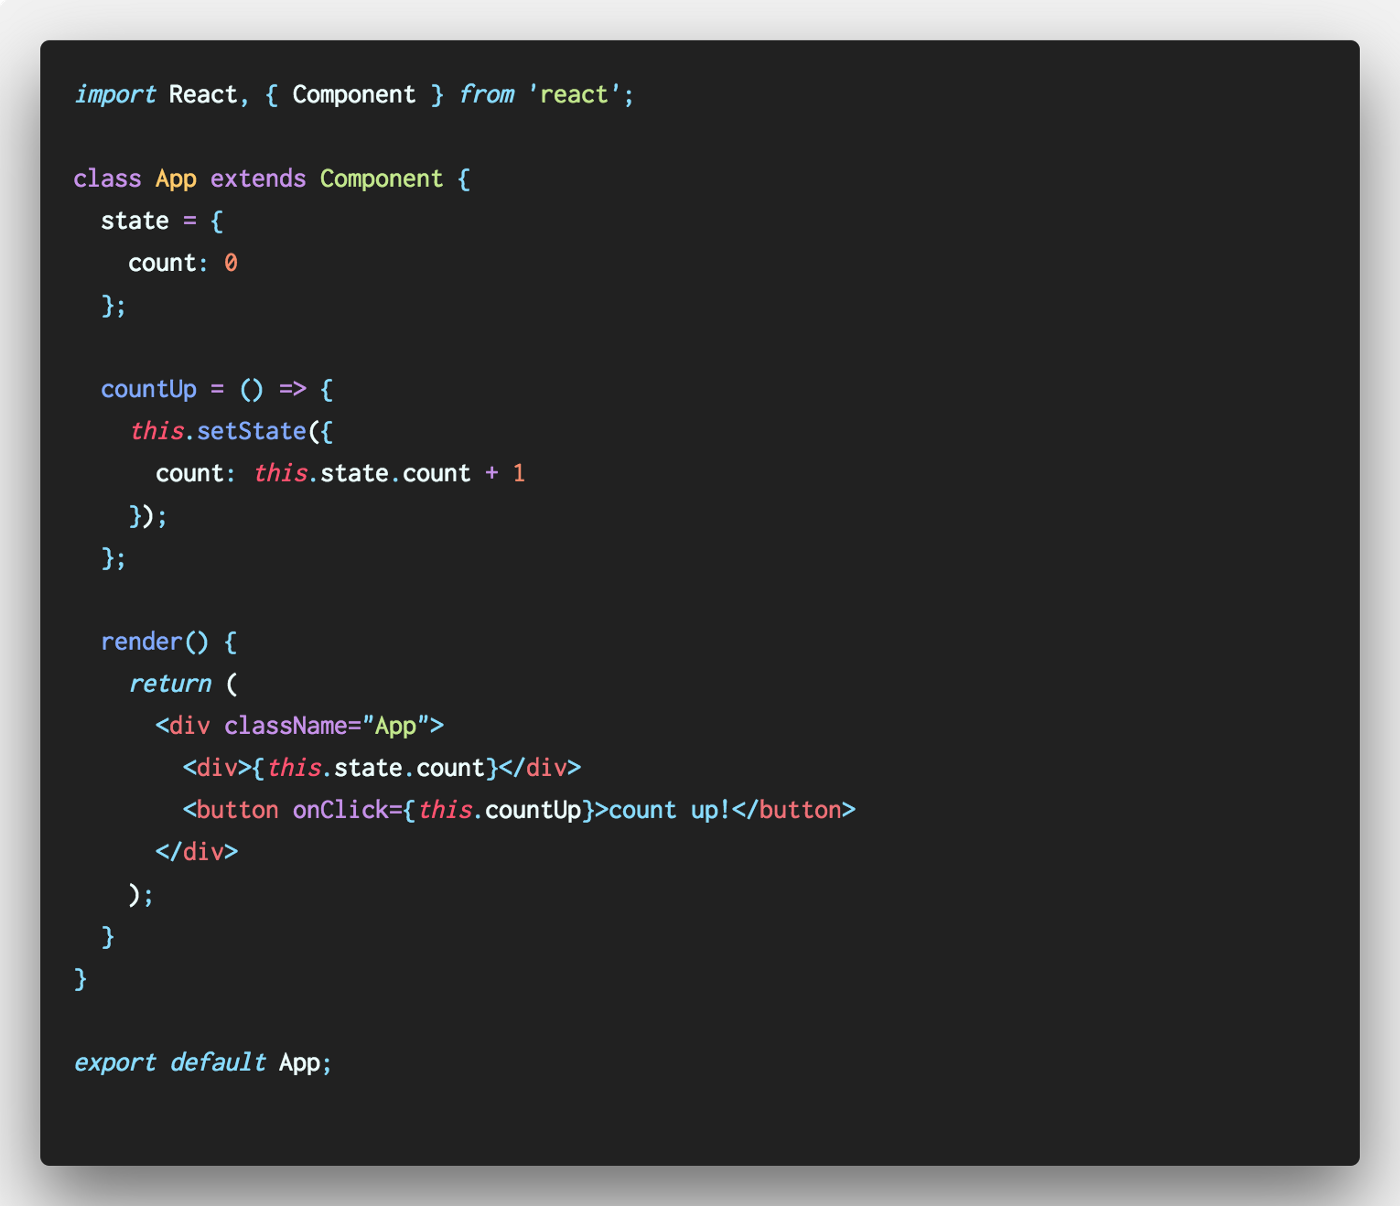 import React, { Component } from 'react';

class App extends Component {
  state = {
    count: 0
  };

  countUp = () => {
    this.setState({
      count: this.state.count + 1
    });
  };

  render() {
    return (
      <div className="App">
        <div>{this.state.count}</div>
        <button onClick={this.countUp}>count up!</button>
      </div>
    );
  }
}

export default App;